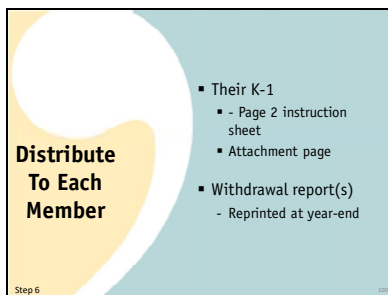 Distribute
To Each
Member
▪ Their K-1
▪ - Page 2 instruction
sheet
▪ Attachment page
▪ Withdrawal report(s)
- Reprinted at year-end
Step 6